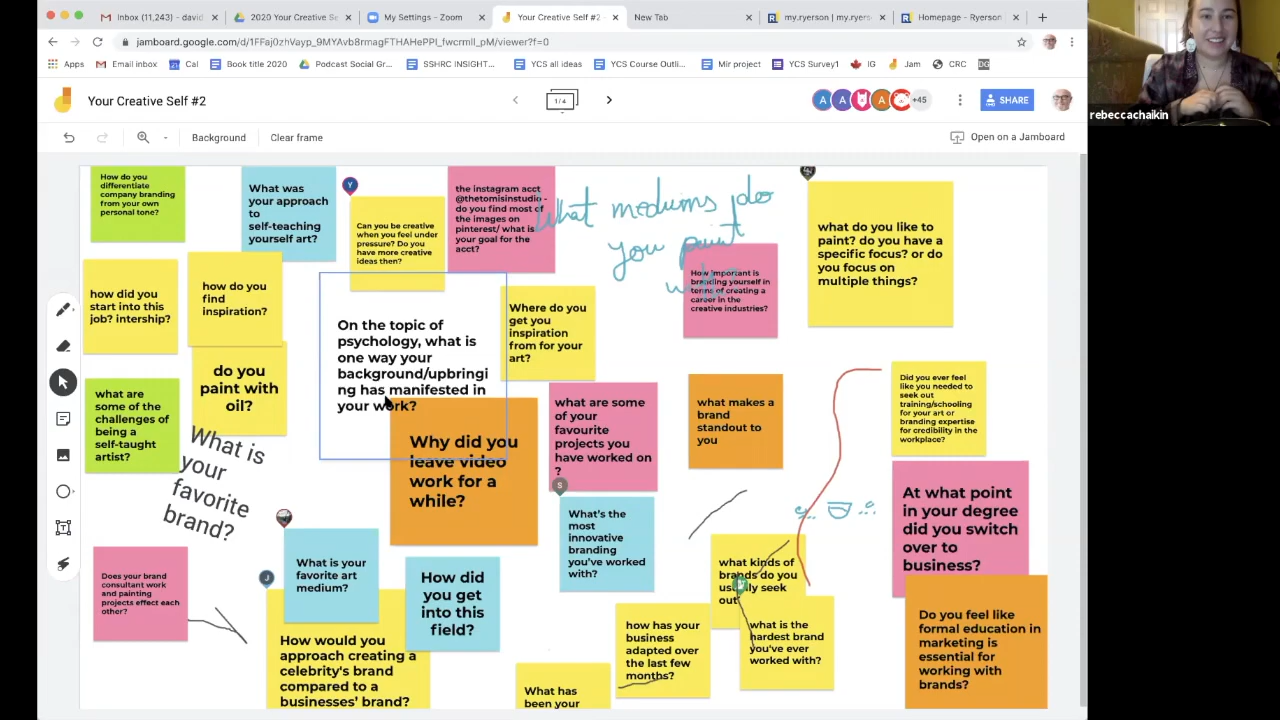 Inbox (11,243) - david
2020 Your Creative S
My Settings - Zoom
Your Creative Self #2 -
New Tab
my.ryerson | my.ryer
Homepage - Ryerson
jamboard.google.com/d/1FFaj0zhVayp_9MYAvb8rmagFTHAHePPI_fwcrmII_pM/viewer?f=0
Apps
Email inbox
Cal
Book title 2020
Podcast Social Gr...
SSHRC INSIGHT...
YCS all ideas
YCS Course Outli...
Mir project
YCS Survey1
IG
Jam
CRC
DG
rebeccachaikin
Your Creative Self #2
1/4
A
A
A
+45
SHARE
Background
Clear frame
Open on a Jamboard
How do you
differentiate
company branding
from your own
personal tone?
What was
your approach
to
self-teaching
yourself art?
Y
Can you be creative
when you feel under
pressure? Do you
have more creative
ideas then?
the instagram acct
@thetomisinstudio -
do you find most of
the images on
pinterest/ what is
your goal for the
acct?
What mediums do
you paint
with?
How important is
branding yourself in
terms of creating a
career in the
creative industries?
what do you like to
paint? do you have a
specific focus? or do
you focus on
multiple things?
how did you
start into this
job? intership?
how do you
find
inspiration?
On the topic of
psychology, what is
one way your
background/upbringi
ng has manifested in
your work?
Where do you
get you
inspiration
from for your
art?
do you
paint with
oil?
what are
some of the
challenges of
being a
self-taught
artist?
What is
your
favorite
brand?
Why did you
leave video
work for a
while?
what are some
of your
favourite
projects you
have worked on
?
what makes a
brand
standout to
you
Did you ever feel
like you needed to
seek out
training/schooling
for your art or
branding expertise
for credibility in the
workplace?
At what point
in your degree
did you switch
over to
business?
S
What's the
most
innovative
branding
you've worked
with?
Does your brand
consultant work
and painting
projects effect each
other?
J
What is your
favorite art
medium?
How did
you get
into this
field?
what kinds of
brands do you
usually seek
out
How would you
approach creating a
celebrity's brand
compared to a
businesses' brand?
What has
been your
how has your
business
adapted over
the last few
months?
what is the
hardest brand
you've ever
worked with?
Do you feel like
formal education in
marketing is
essential for
working with
brands?